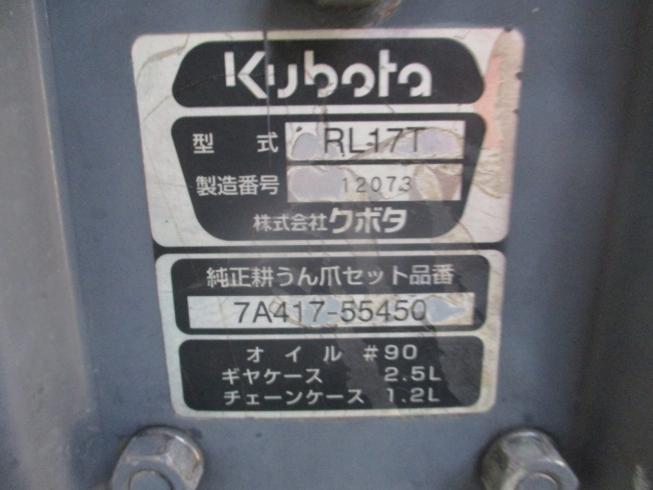 Kubota
型式 RL17T
製造番号 12073
株式会社クボタ
純正耕うん爪セット品番
7A417-55450
オイル #90
ギヤケース 2.5L
チェーンケース 1.2L